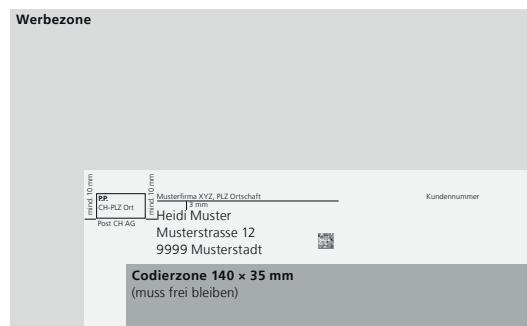 Werbezone
mind. 10 mm
mind. 10 mm
P.P.
CH-PLZ Ort
Post CH AG
Musterfirma XYZ, PLZ Ortschaft
Kundennummer
3 mm
Heidi Muster
Musterstrasse 12
9999 Musterstadt
Codierzone 140 × 35 mm
(muss frei bleiben)